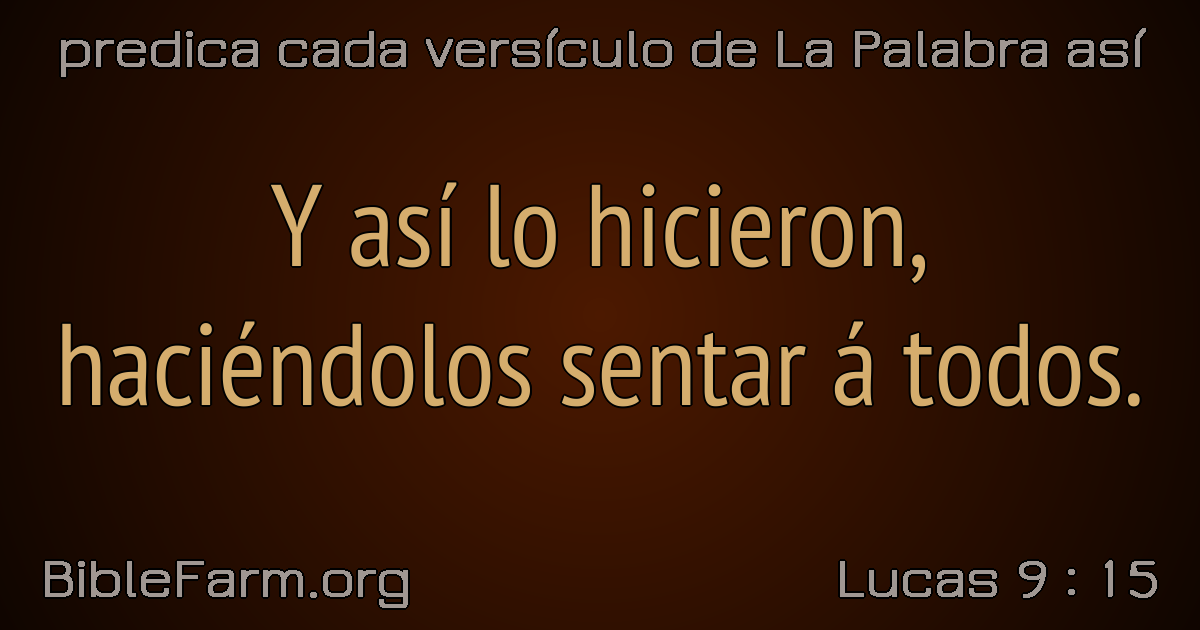 predica cada versículo de La Palabra así
Y así lo hicieron,
haciéndolos sentar á todos.
BibleFarm.org
Lucas 9 : 15